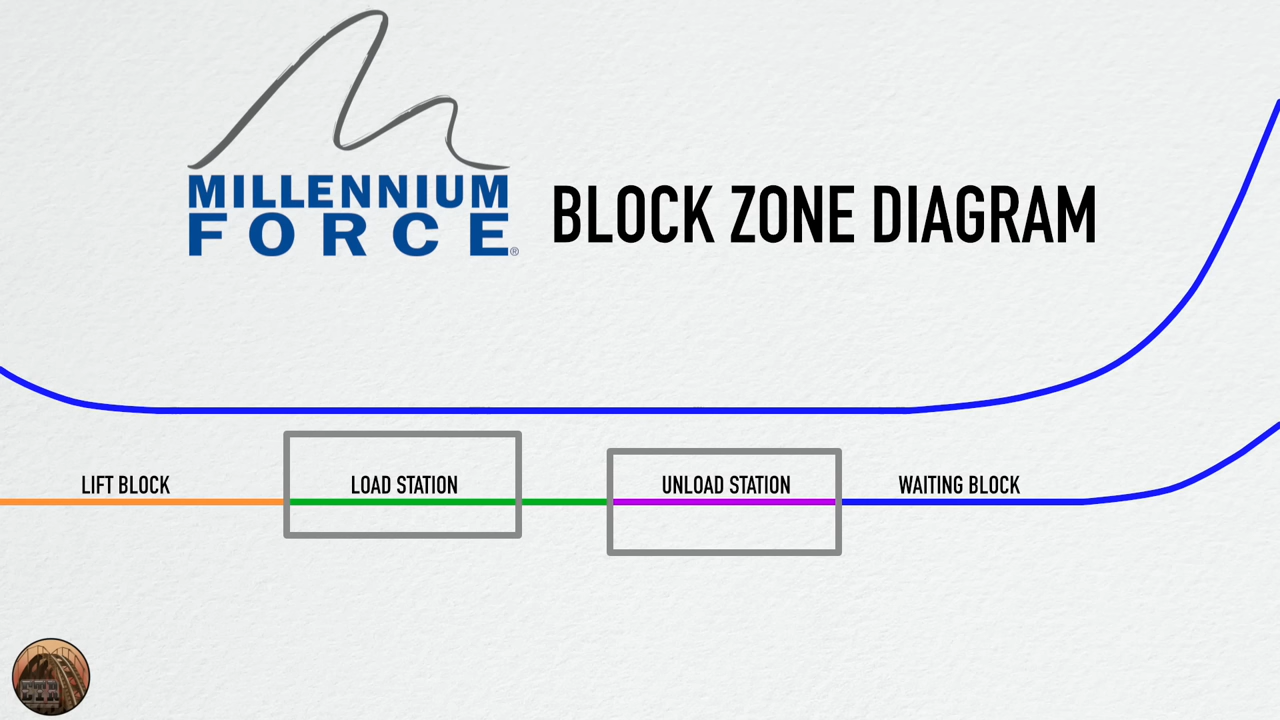 MILLENNIUM
FORCE®
BLOCK ZONE DIAGRAM
LIFT BLOCK
LOAD STATION
UNLOAD STATION
WAITING BLOCK